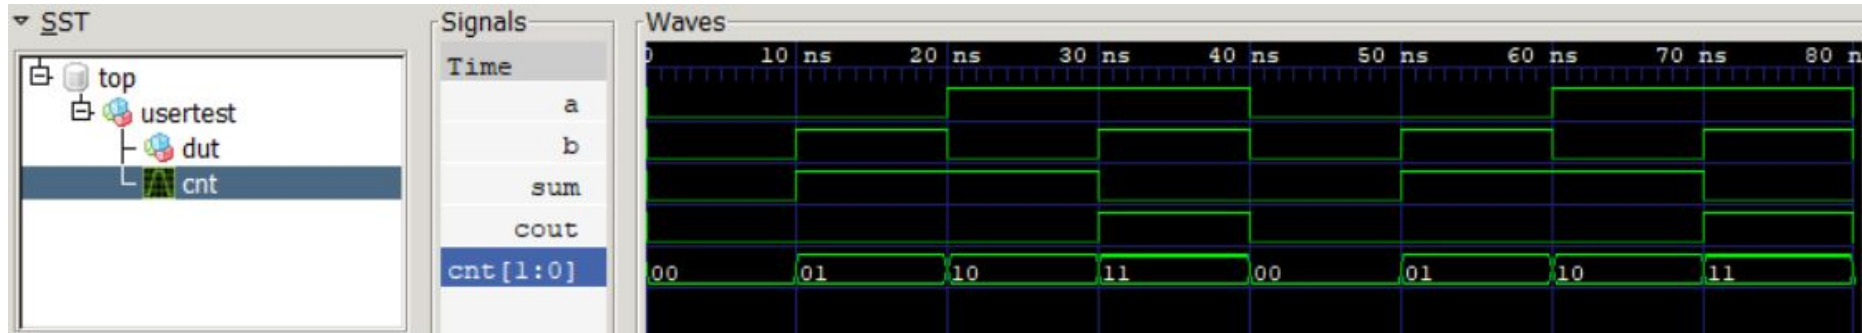 SST
top
usertest
dut
cnt
Signals
Time
a
b
sum
cout
cnt[1:0]
Waves
0 10 ns 20 ns 30 ns 40 ns 50 ns 60 ns 70 ns 80 n
00 01 10 11 00 01 10 11